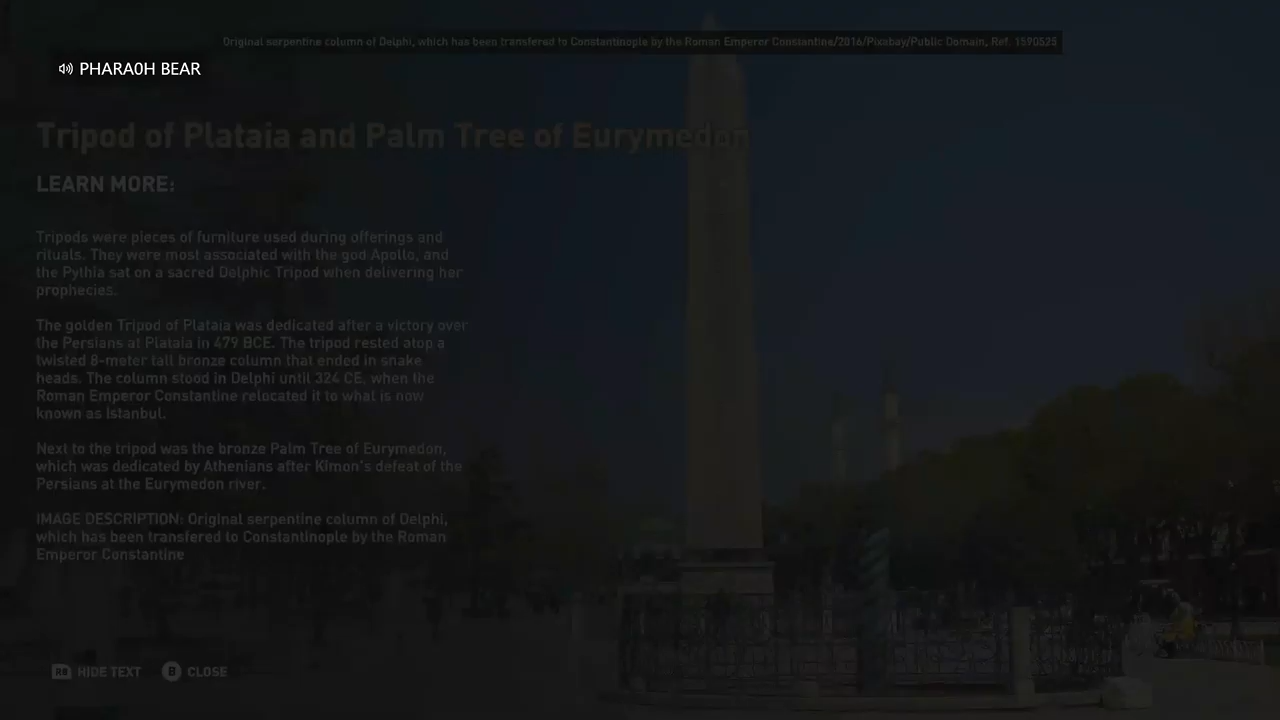 Original serpentine column of Delphi, which has been transfered to Constantinople by the Roman Emperor Constantine/2016/Pixabay/Public Domain, Ref. 1590525
PHARA0H BEAR
Tripod of Plataia and Palm Tree of Eurymedon
LEARN MORE:
Tripods were pieces of furniture used during offerings and
rituals. They were most associated with the god Apollo, and
the Pythia sat on a sacred Delphic Tripod when delivering her
prophecies.
The golden Tripod of Plataia was dedicated after a victory over
the Persians at Plataia in 479 BCE. The tripod rested atop a
twisted 8-meter tall bronze column that ended in snake
heads. The column stood in Delphi until 324 CE, when the
Roman Emperor Constantine relocated it to what is now
known as Istanbul.
Next to the tripod was the bronze Palm Tree of Eurymedon,
which was dedicated by Athenians after Kimon's defeat of the
Persians at the Eurymedon river.
IMAGE DESCRIPTION: Original serpentine column of Delphi,
which has been transfered to Constantinople by the Roman
Emperor Constantine
RB HIDE TEXT B CLOSE